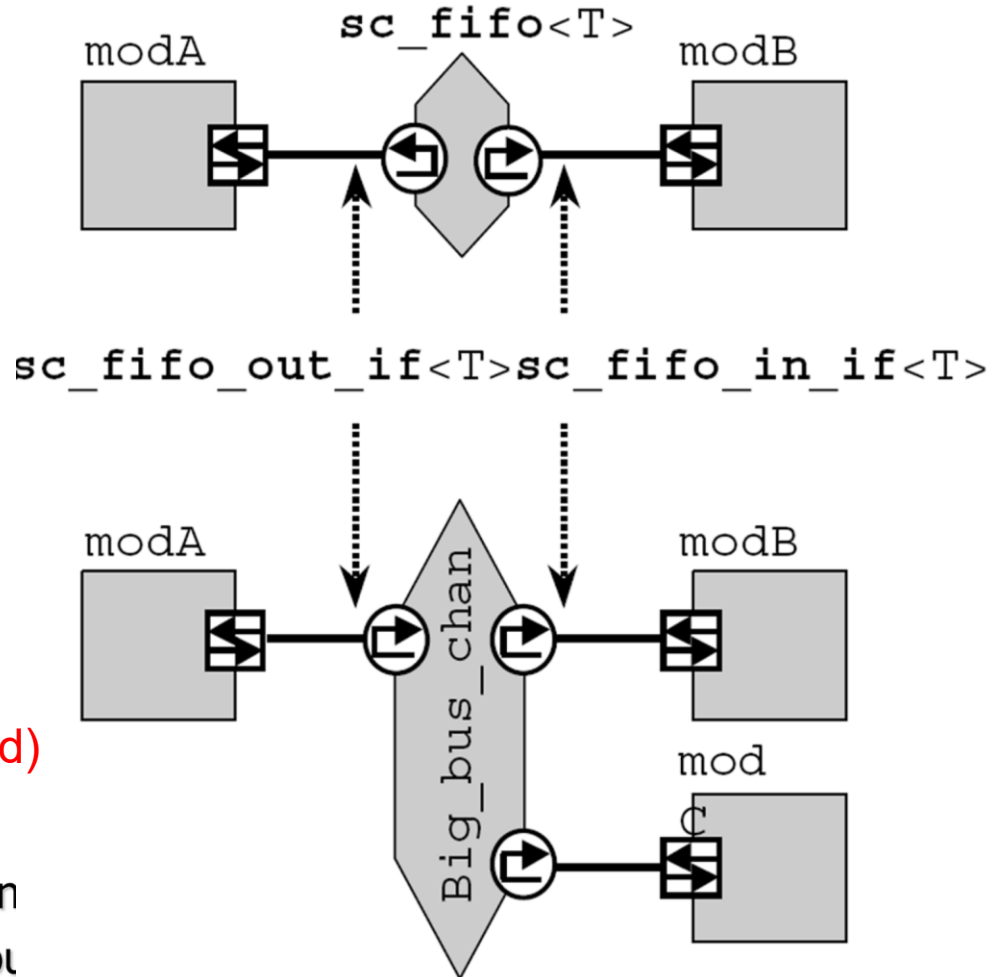 sc_fifo<T>
modA
modB
sc_fifo_out_if<T>sc_fifo_in_if<T>
modA
modB
Big_bus_chan
d)
mod
C